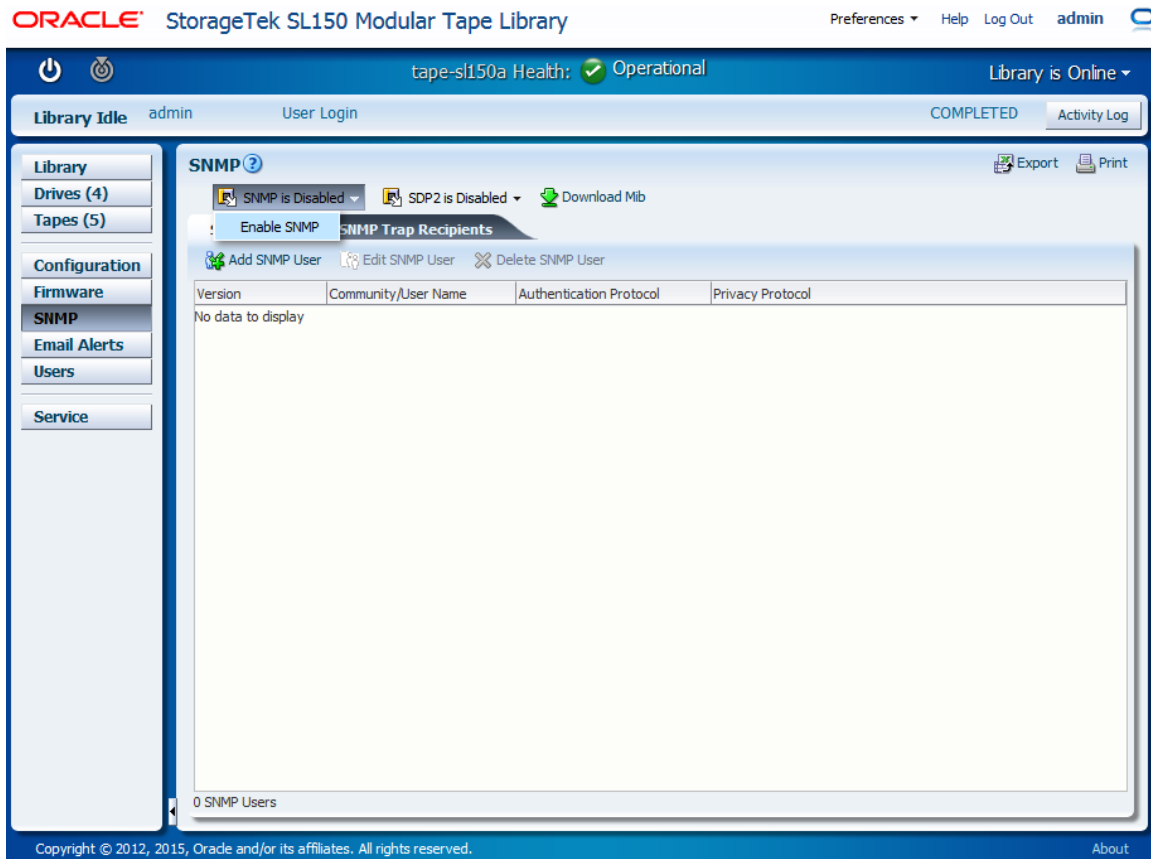 ORACLE StorageTek SL150 Modular Tape Library Preferences Help Log Out admin
tape-sl150a Health: Operational Library is Online
Library Idle admin User Login COMPLETED Activity Log
Library
Drives (4)
Tapes (5)
Configuration
Firmware
SNMP
Email Alerts
Users
Service
SNMP Export Print
SNMP is Disabled SDP2 is Disabled Download Mib
Enable SNMP
SNMP Trap Recipients
Add SNMP User Edit SNMP User Delete SNMP User
Version Community/User Name Authentication Protocol Privacy Protocol
No data to display
0 SNMP Users
Copyright © 2012, 2015, Oracle and/or its affiliates. All rights reserved. About